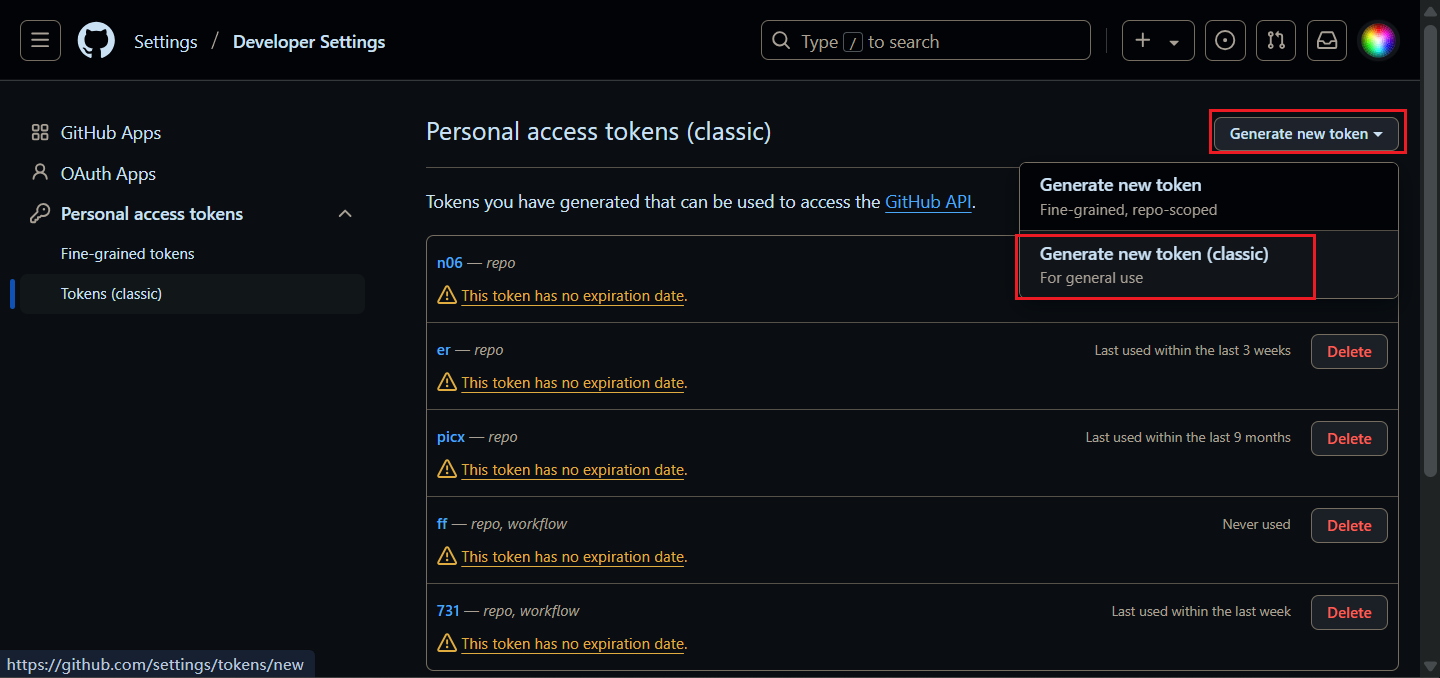 Settings / Developer Settings
Type / to search
GitHub Apps
OAuth Apps
Personal access tokens
Fine-grained tokens
Tokens (classic)
Personal access tokens (classic)
Generate new token
Generate new token
Fine-grained, repo-scoped
Generate new token (classic)
For general use
Tokens you have generated that can be used to access the GitHub API.
n06 — repo
This token has no expiration date.
er — repo
Last used within the last 3 weeks
Delete
This token has no expiration date.
picx — repo
Last used within the last 9 months
Delete
This token has no expiration date.
ff — repo, workflow
Never used
Delete
This token has no expiration date.
731 — repo, workflow
Last used within the last week
Delete
This token has no expiration date.
https://github.com/settings/tokens/new